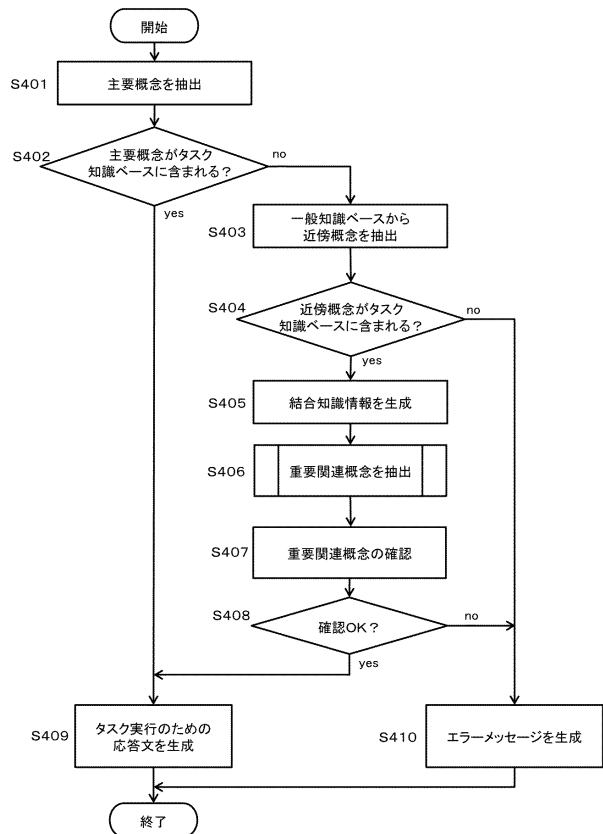 開始
S401
主要概念を抽出
S402
主要概念がタスク
知識ベースに含まれる?
no
yes
S403
一般知識ベースから
近傍概念を抽出
S404
近傍概念がタスク
知識ベースに含まれる?
no
yes
S405
結合知識情報を生成
S406
重要関連概念を抽出
S407
重要関連概念の確認
S408
確認OK?
no
yes
S409
タスク実行のための
応答文を生成
S410
エラーメッセージを生成
終了